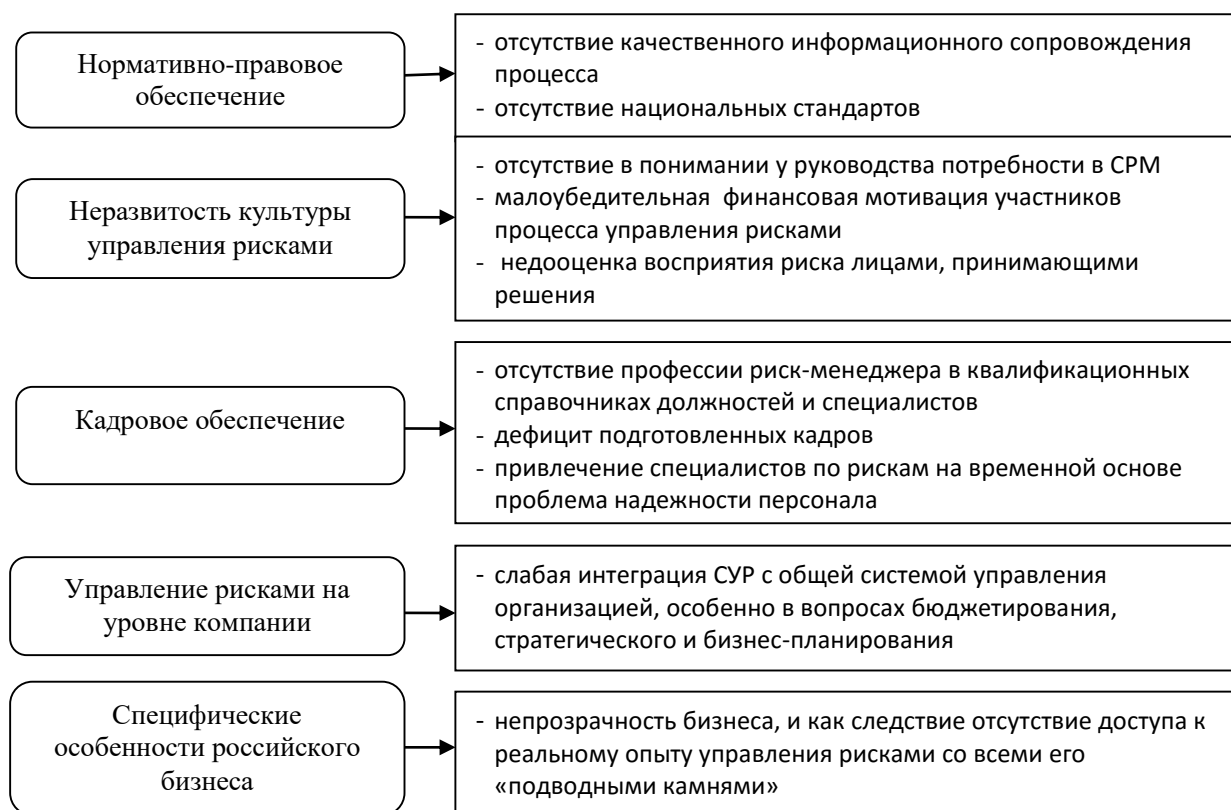 Нормативно-правовое
обеспечение
- отсутствие качественного информационного сопровождения
процесса
- отсутствие национальных стандартов
Неразвитость культуры
управления рисками
- отсутствие в понимании у руководства потребности в СРМ
- малоубедительная финансовая мотивация участников
процесса управления рисками
- недооценка восприятия риска лицами, принимающими
решения
Кадровое обеспечение
- отсутствие профессии риск-менеджера в квалификационных
справочниках должностей и специалистов
- дефицит подготовленных кадров
- привлечение специалистов по рискам на временной основе
проблема надежности персонала
Управление рисками на
уровне компании
- слабая интеграция СУР с общей системой управления
организацией, особенно в вопросах бюджетирования,
стратегического и бизнес-планирования
Специфические
особенности российского
бизнеса
- непрозрачность бизнеса, и как следствие отсутствие доступа к
реальному опыту управления рисками со всеми его
«подводными камнями»